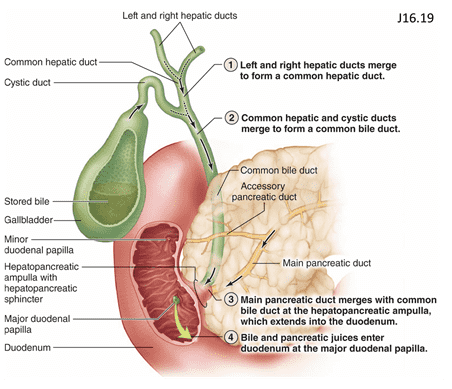 Left and right hepatic ducts
J16.19
Common hepatic duct
Cystic duct
1 Left and right hepatic ducts merge
to form a common hepatic duct.
2 Common hepatic and cystic ducts
merge to form a common bile duct.
Common bile duct
Accessory
pancreatic duct
Stored bile
Gallbladder
Minor
duodenal papilla
Hepatopancreatic
ampulla with
hepatopancreatic
sphincter
Main pancreatic duct
Major duodenal
papilla
Duodenum
3 Main pancreatic duct merges with common
bile duct at the hepatopancreatic ampulla,
which extends into the duodenum.
4 Bile and pancreatic juices enter
duodenum at the major duodenal papilla.